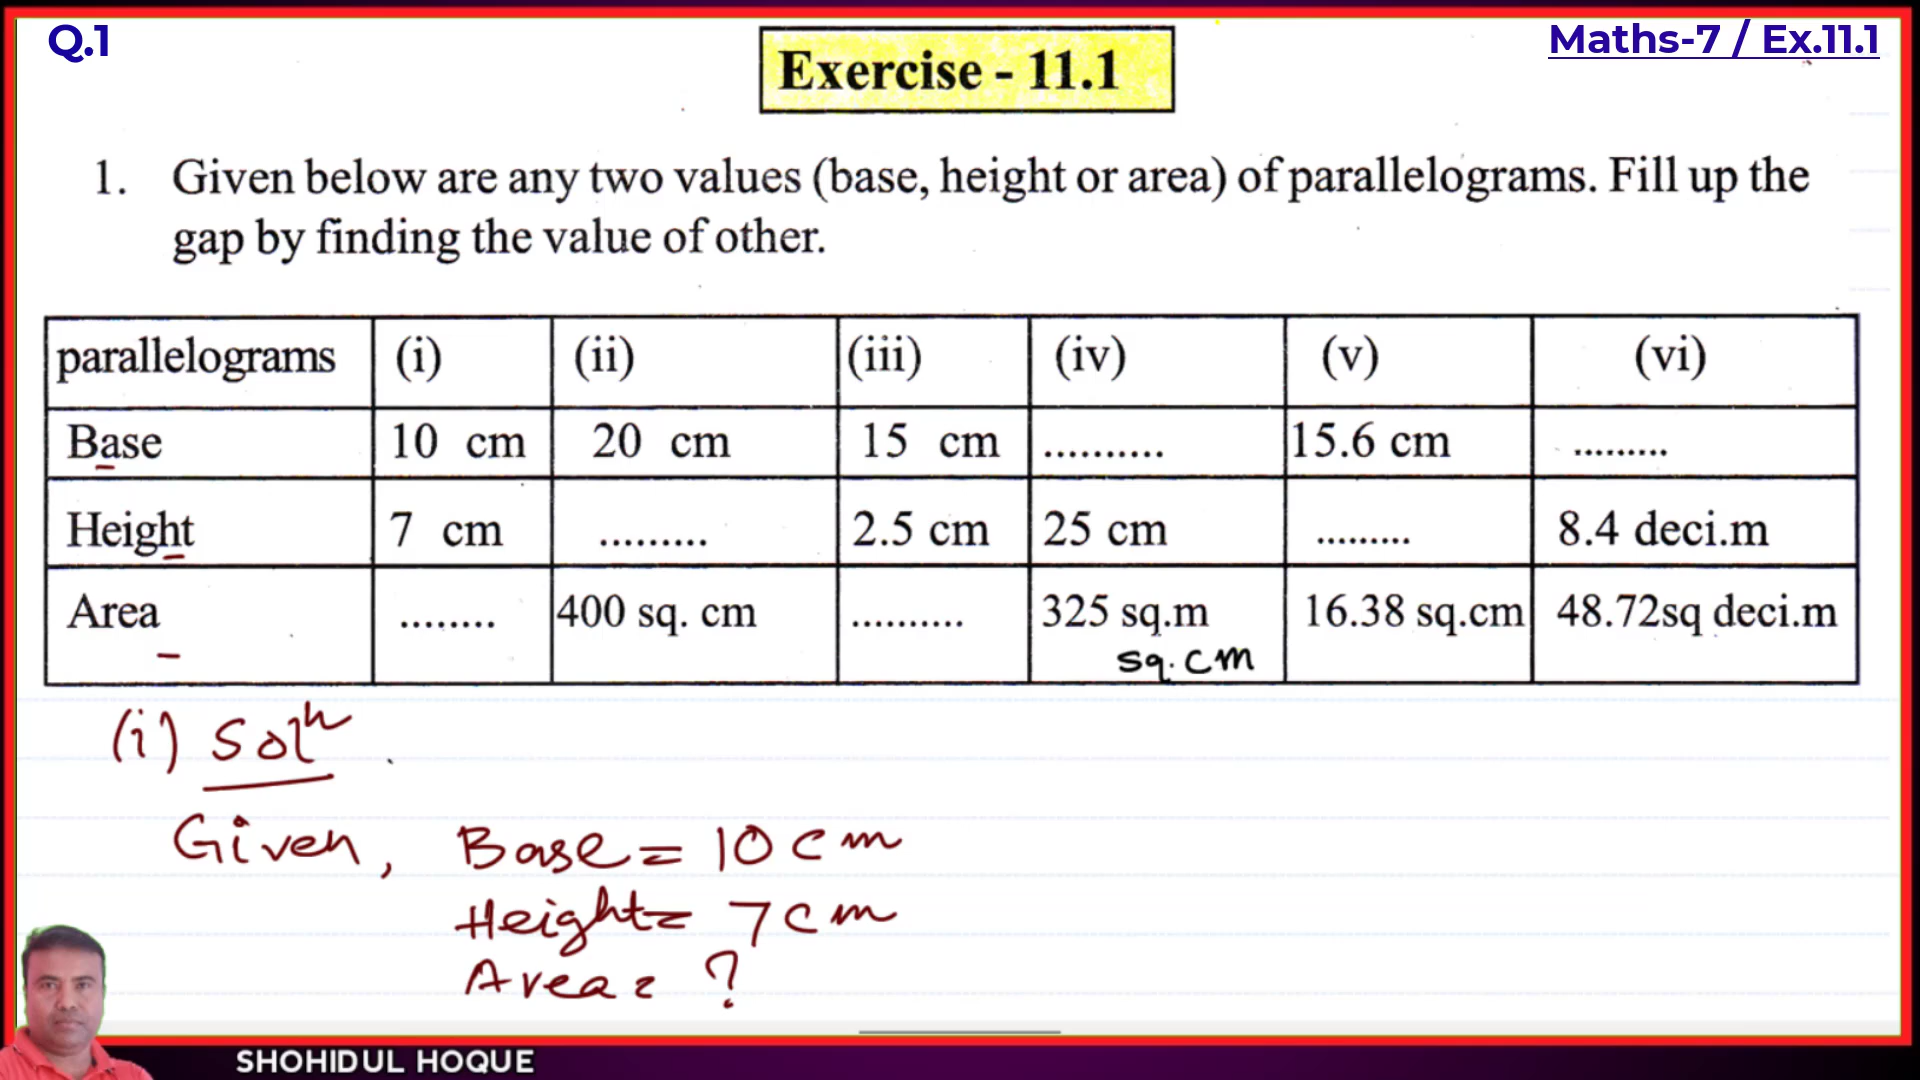 Q.1
Maths-7 / Ex.11.1
Exercise - 11.1
1. Given below are any two values (base, height or area) of parallelograms. Fill up the
gap by finding the value of other.
parallelograms (i) (ii) (iii) (iv) (v) (vi)
Base 10 cm 20 cm 15 cm .......... 15.6 cm .........
Height 7 cm ......... 2.5 cm 25 cm ......... 8.4 deci.m
Area ........ 400 sq. cm .......... 325 sq.m 16.38 sq.cm 48.72sq deci.m
sq.cm
(i) Solⁿ
Given, Base = 10 cm
Height = 7 cm
Area = ?
SHOHIDUL HOQUE